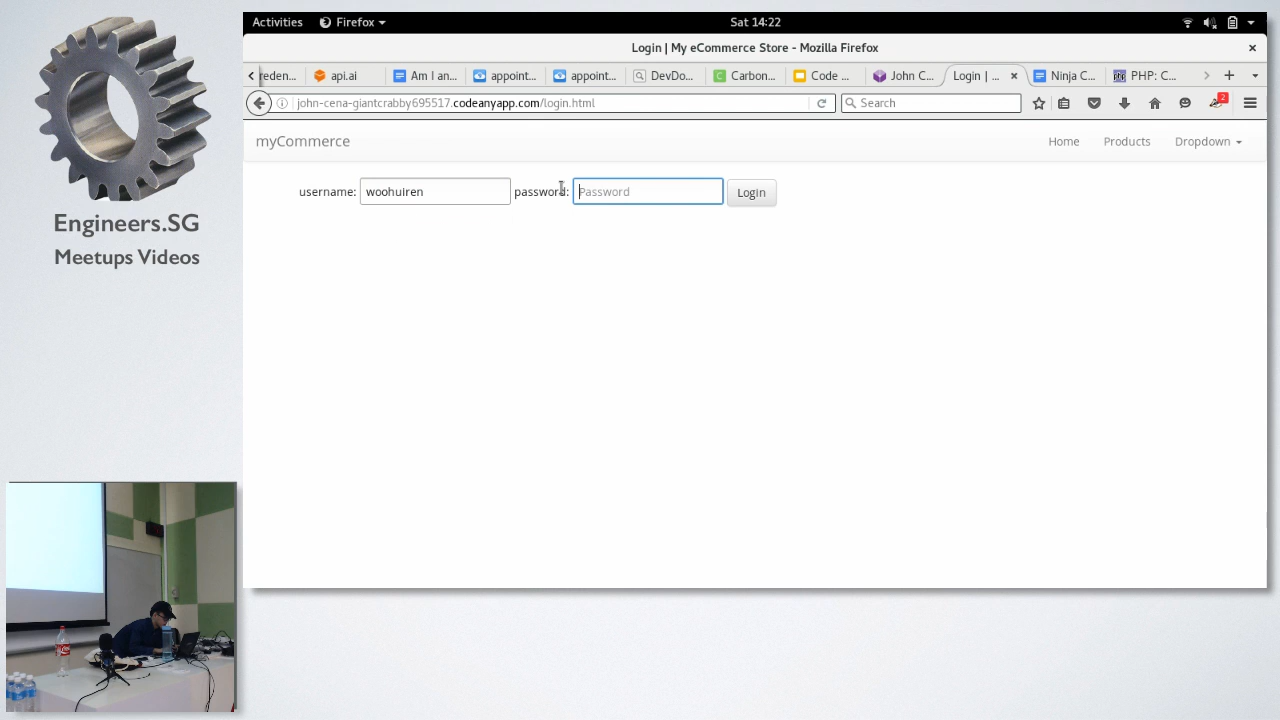 Activities Firefox Sat 14:22
Login | My eCommerce Store - Mozilla Firefox
reden... api.ai Am I an... appoint... appoint... DevDo... Carbon... Code ... John C... Login | ... Ninja C... PHP: C...
john-cena-giantcrabby695517.codeanyapp.com/login.html Search 2
myCommerce Home Products Dropdown
username: woohuiren password: Password Login
Engineers.SG
Meetups Videos